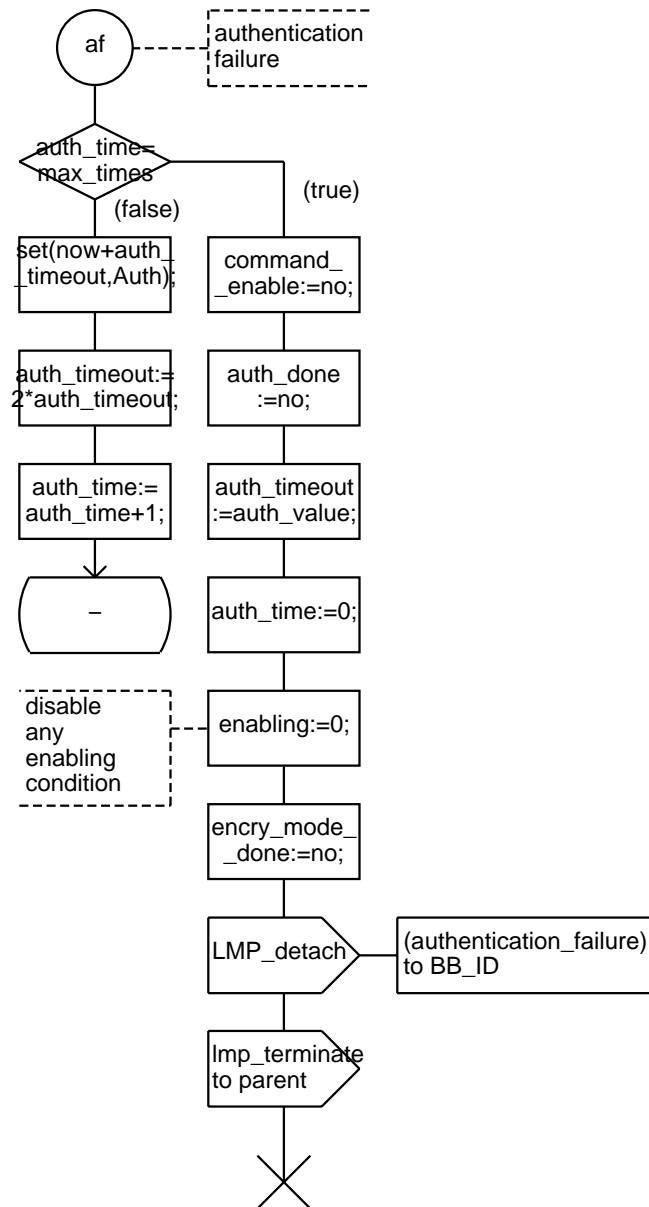 af
authentication
failure
auth_time=
max_times
(false)
(true)
set(now+auth_
_timeout,Auth);
command_
_enable:=no;
auth_timeout:=
2*auth_timeout;
auth_done
:=no;
auth_time:=
auth_time+1;
auth_timeout
:=auth_value;
–
auth_time:=0;
disable
any
enabling
condition
enabling:=0;
encry_mode_
_done:=no;
LMP_detach
(authentication_failure)
to BB_ID
lmp_terminate
to parent